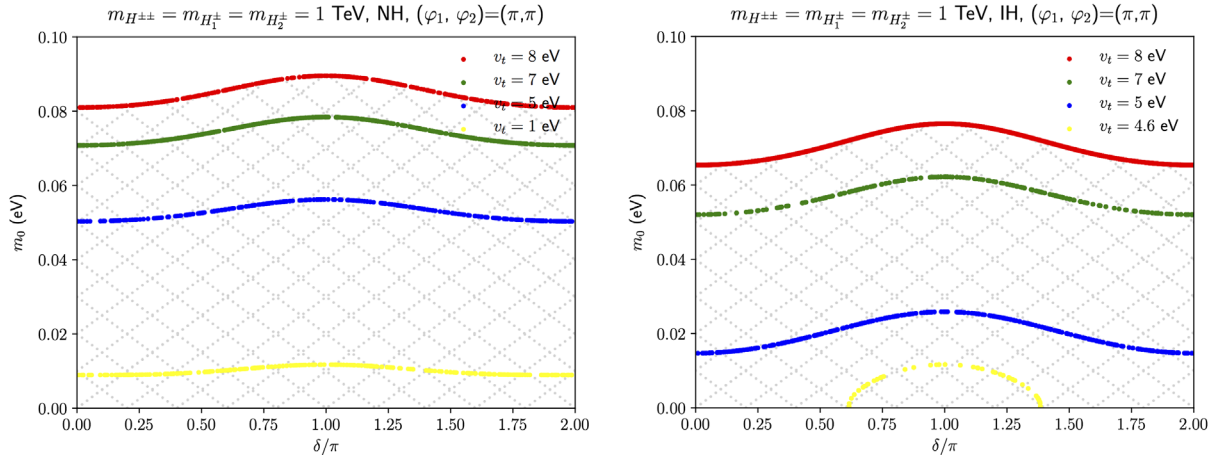 m_{H^{±±}} = m_{H_1^±} = m_{H_2^±} = 1 TeV, NH, (φ₁, φ₂)=(π,π)
0.10
0.08
0.06
0.04
0.02
0.00
m₀ (eV)
v_t = 8 eV
v_t = 7 eV
v_t = 5 eV
v_t = 1 eV
0.00 0.25 0.50 0.75 1.00 1.25 1.50 1.75 2.00
δ/π
m_{H^{±±}} = m_{H_1^±} = m_{H_2^±} = 1 TeV, IH, (φ₁, φ₂)=(π,π)
0.10
0.08
0.06
0.04
0.02
0.00
m₀ (eV)
v_t = 8 eV
v_t = 7 eV
v_t = 5 eV
v_t = 4.6 eV
0.00 0.25 0.50 0.75 1.00 1.25 1.50 1.75 2.00
δ/π